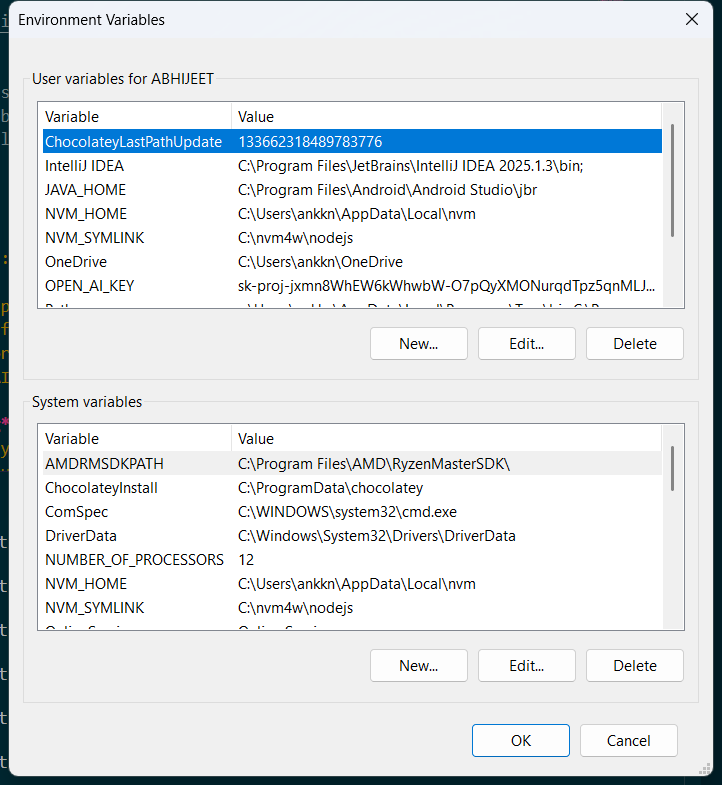 Environment Variables
User variables for ABHIJEET
Variable Value
ChocolateyLastPathUpdate 133662318489783776
IntelliJ IDEA C:\Program Files\JetBrains\IntelliJ IDEA 2025.1.3\bin;
JAVA_HOME C:\Program Files\Android\Android Studio\jbr
NVM_HOME C:\Users\ankkn\AppData\Local\nvm
NVM_SYMLINK C:\nvm4w\nodejs
OneDrive C:\Users\ankkn\OneDrive
OPEN_AI_KEY sk-proj-jxmn8WhEW6kWhwbW-O7pQyXMONurqdTpz5qnMLJ...
New... Edit... Delete
System variables
Variable Value
AMDRMSDKPATH C:\Program Files\AMD\RyzenMasterSDK\
ChocolateyInstall C:\ProgramData\chocolatey
ComSpec C:\WINDOWS\system32\cmd.exe
DriverData C:\Windows\System32\Drivers\DriverData
NUMBER_OF_PROCESSORS 12
NVM_HOME C:\Users\ankkn\AppData\Local\nvm
NVM_SYMLINK C:\nvm4w\nodejs
New... Edit... Delete
OK Cancel